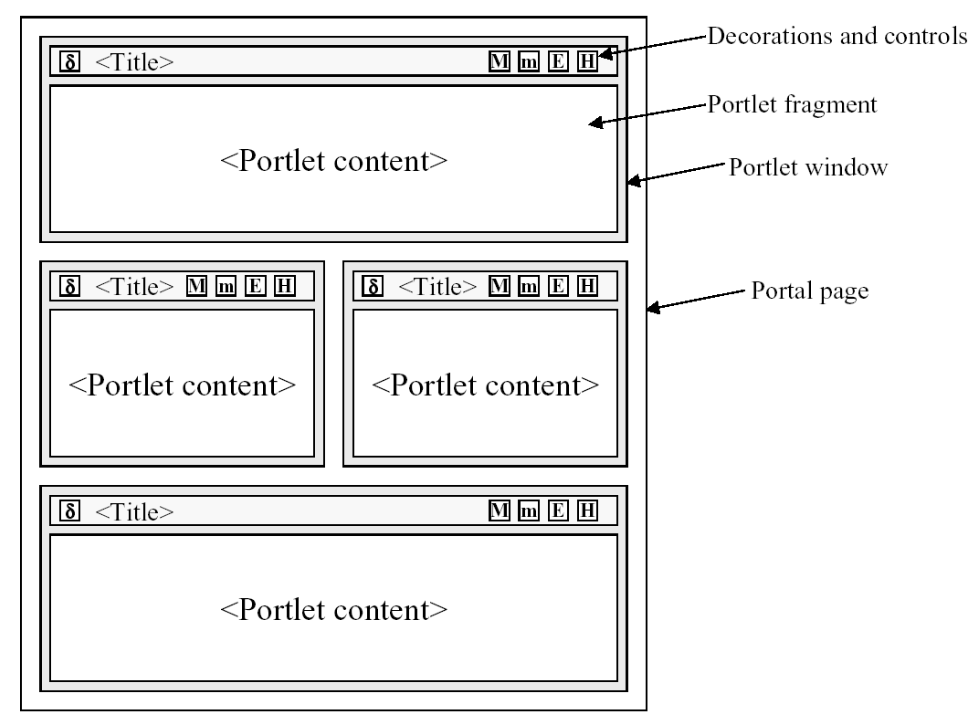 δ <Title> M m E H
Decorations and controls
Portlet fragment
<Portlet content>
Portlet window
δ <Title> M m E H
δ <Title> M m E H
Portal page
<Portlet content>
<Portlet content>
δ <Title> M m E H
<Portlet content>